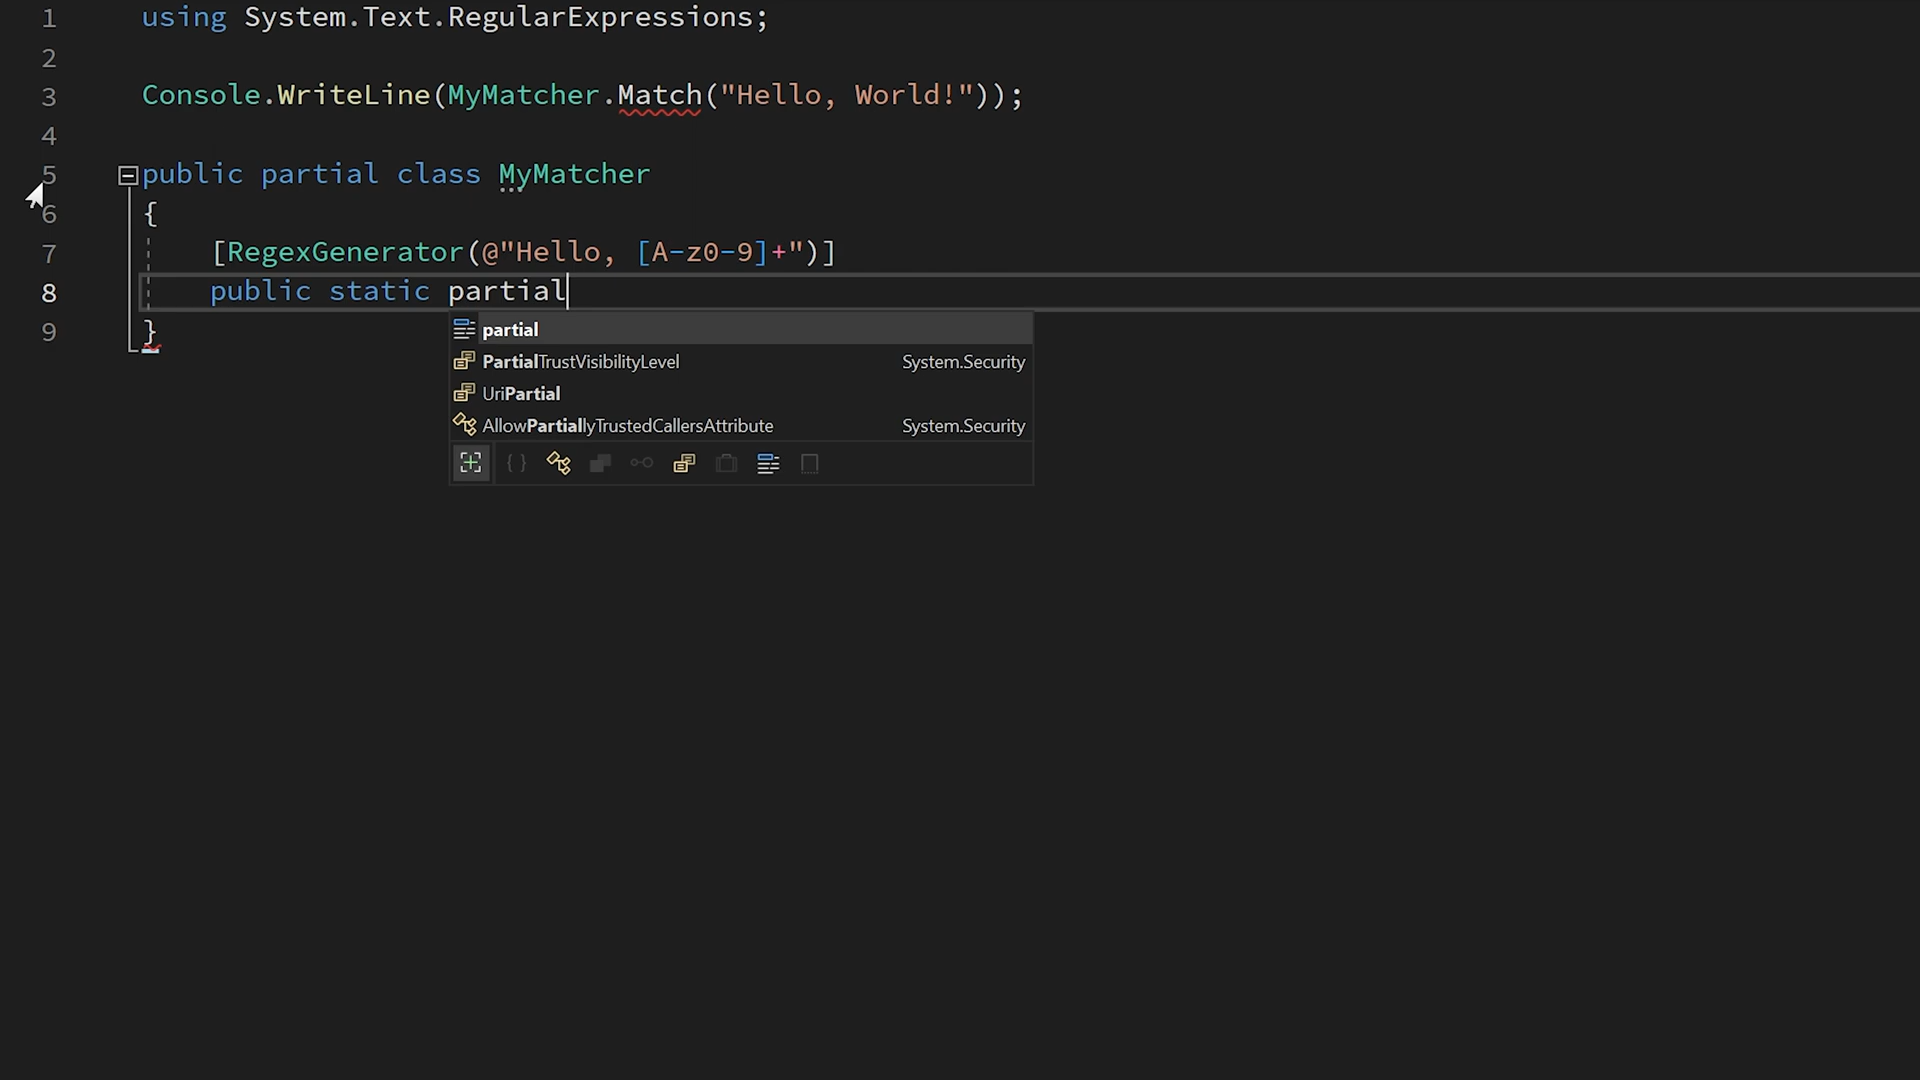 1 using System.Text.RegularExpressions;
2
3 Console.WriteLine(MyMatcher.Match("Hello, World!"));
4
5 public partial class MyMatcher
6 {
7 [RegexGenerator(@"Hello, [A-z0-9]+")]
8 public static partial
9 }
partial
PartialTrustVisibilityLevel System.Security
UriPartial
AllowPartiallyTrustedCallersAttribute System.Security